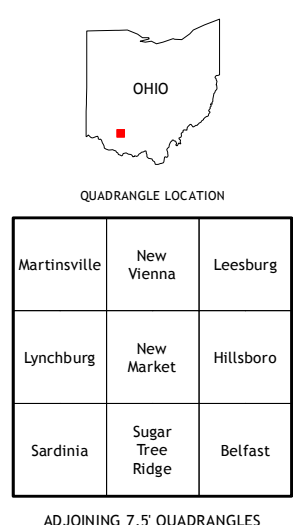 OHIO
QUADRANGLE LOCATION
Martinsville
New
Vienna
Leesburg
Lynchburg
New
Market
Hillsboro
Sardinia
Sugar
Tree
Ridge
Belfast
ADJOINING 7.5' QUADRANGLES